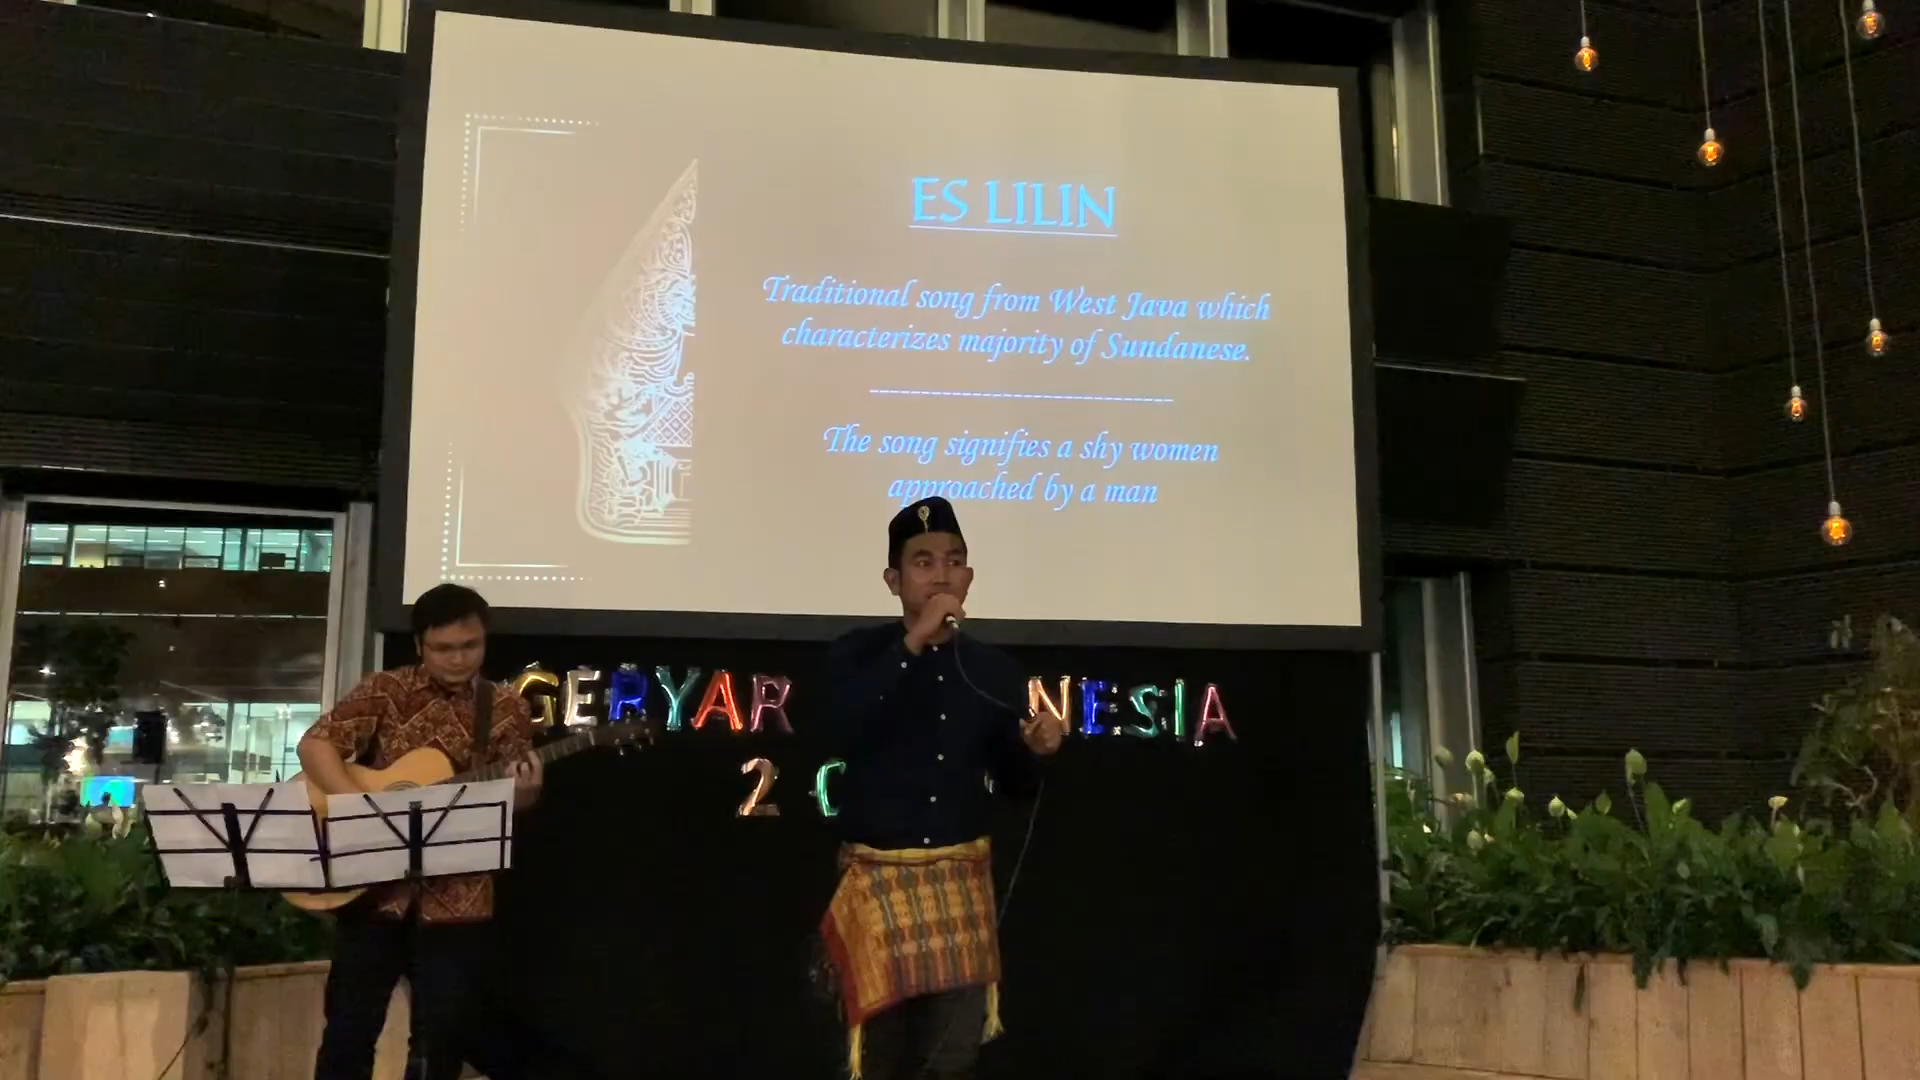 ES LILIN
Traditional song from West Java which
characterizes majority of Sundanese.
The song signifies a shy women
approached by a man
GEBYAR NESIA
2